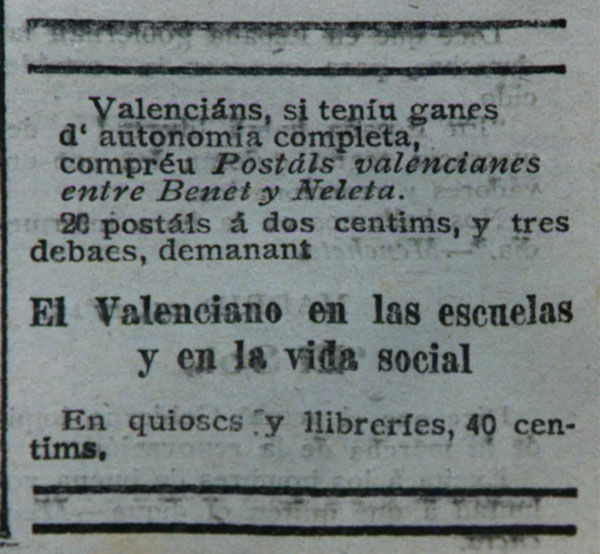 Valenciáns, si teníu ganes
d' autonomía completa,
compréu Postáls valencianes
entre Benet y Neleta.
20 postáls á dos centims, y tres
debaes, demanant
El Valenciano en las escuelas
y en la vida social
En quioscs y llibreríes, 40 cen-
tims.